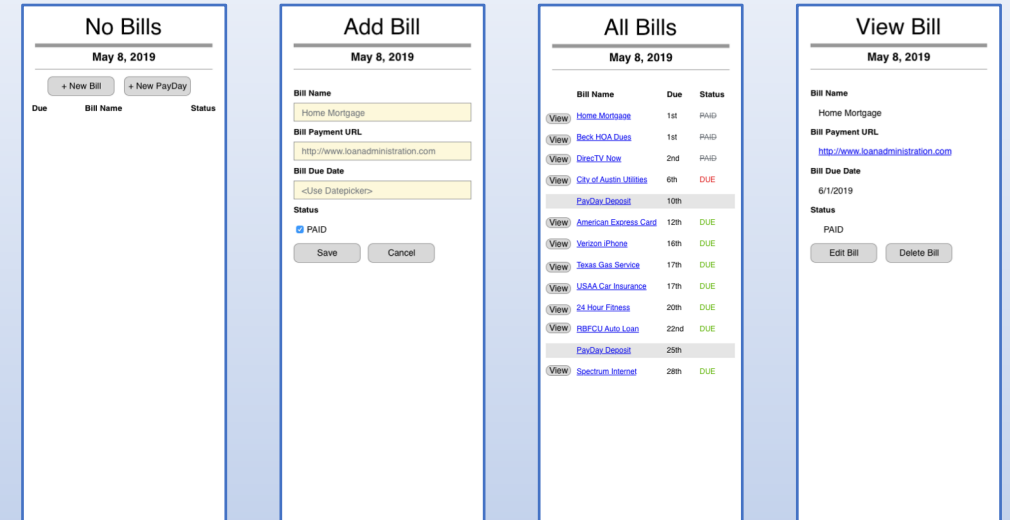 No Bills
May 8, 2019
+ New Bill + New PayDay
Due Bill Name Status
Add Bill
May 8, 2019
Bill Name
Home Mortgage
Bill Payment URL
http://www.loanadministration.com
Bill Due Date
<Use Datepicker>
Status
PAID
Save Cancel
All Bills
May 8, 2019
Bill Name Due Status
View Home Mortgage 1st PAID
View Beck HOA Dues 1st PAID
View DirecTV Now 2nd PAID
View City of Austin Utilities 6th DUE
PayDay Deposit 10th
View American Express Card 12th DUE
View Verizon iPhone 16th DUE
View Texas Gas Service 17th DUE
View USAA Car Insurance 17th DUE
View 24 Hour Fitness 20th DUE
View RBFCU Auto Loan 22nd DUE
PayDay Deposit 25th
View Spectrum Internet 28th DUE
View Bill
May 8, 2019
Bill Name
Home Mortgage
Bill Payment URL
http://www.loanadministration.com
Bill Due Date
6/1/2019
Status
PAID
Edit Bill Delete Bill